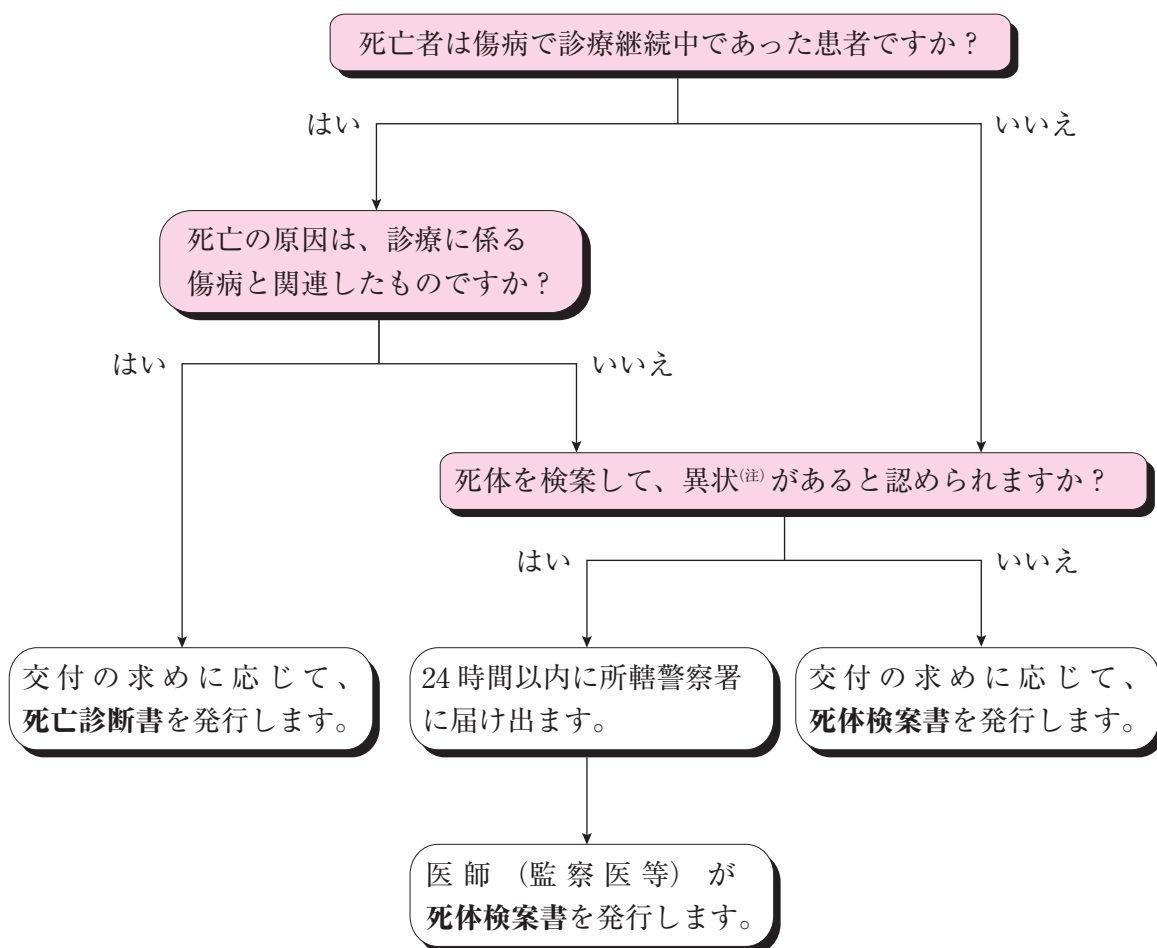 死亡者は傷病で診療継続中であった患者ですか？
はい
いいえ
死亡の原因は、診療に係る
傷病と関連したものですか？
はい
いいえ
死体を検案して、異状(注)があると認められますか？
はい
いいえ
交付の求めに応じて、
死亡診断書を発行します。
24時間以内に所轄警察署
に届け出ます。
交付の求めに応じて、
死体検案書を発行します。
医師（監察医等）が
死体検案書を発行します。